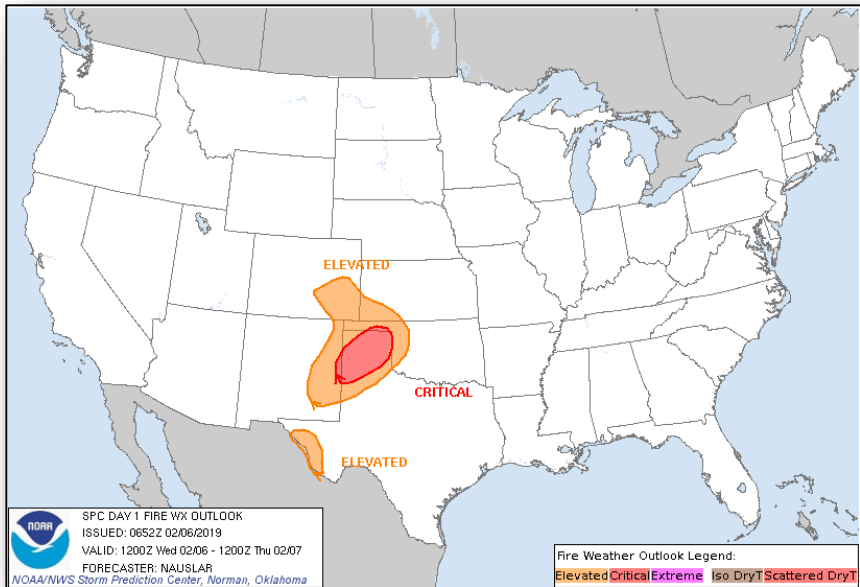 ELEVATED
CRITICAL
ELEVATED
NOAA
SPC DAY 1 FIRE WX OUTLOOK
ISSUED: 0652Z 02/06/2019
VALID: 1200Z Wed 02/06 - 1200Z Thu 02/07
FORECASTER: NAUSLAR
NOAA/NWS Storm Prediction Center, Norman, Oklahoma
Fire Weather Outlook Legend:
Elevated Critical Extreme Iso DryT Scattered DryT